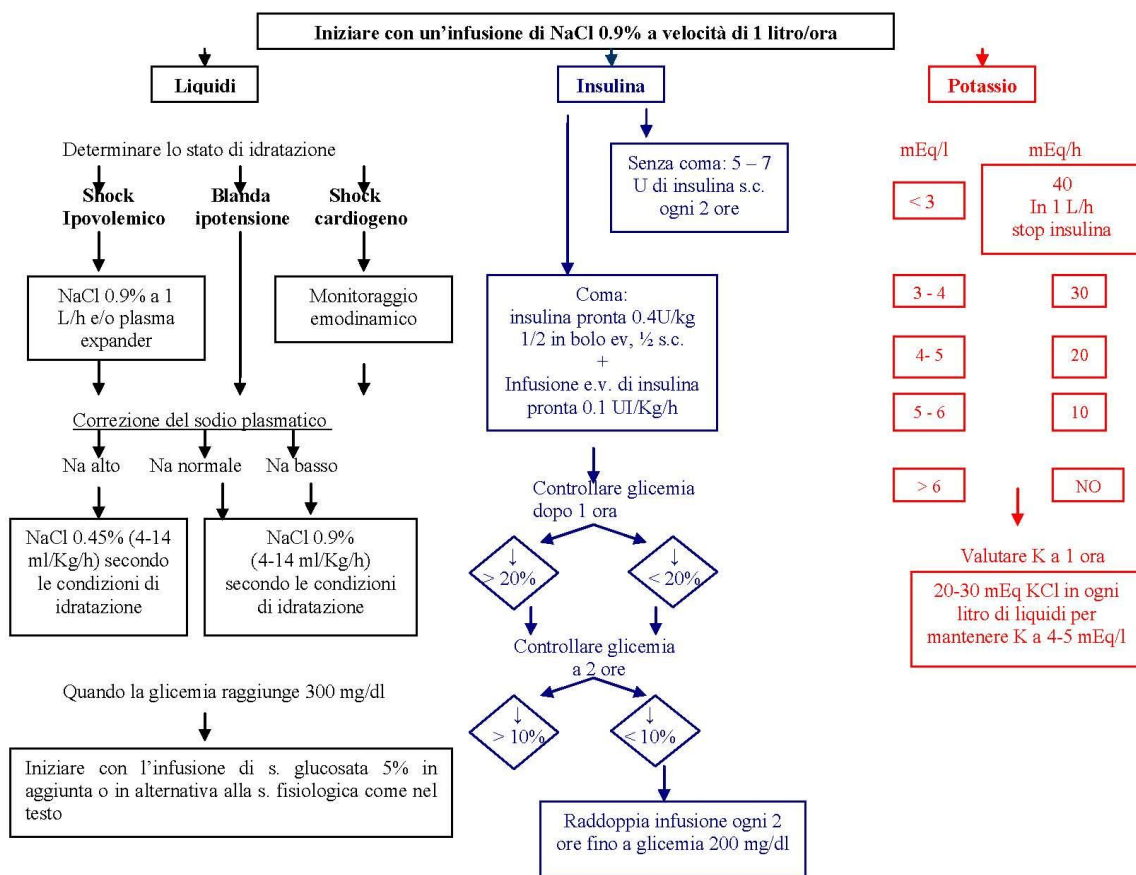 Iniziare con un'infusione di NaCl 0.9% a velocità di 1 litro/ora
Liquidi
Determinare lo stato di idratazione
Shock
Ipovolemico
Blanda
ipotensione
Shock
cardiogeno
NaCl 0.9% a 1
L/h e/o plasma
expander
Monitoraggio
emodinamico
Correzione del sodio plasmatico
Na alto
Na normale
Na basso
NaCl 0.45% (4-14
ml/Kg/h) secondo
le condizioni di
idratazione
NaCl 0.9%
(4-14 ml/Kg/h)
secondo le condizioni
di idratazione
Quando la glicemia raggiunge 300 mg/dl
Iniziare con l'infusione di s. glucosata 5% in
aggiunta o in alternativa alla s. fisiologica come nel
testo
Insulina
Senza coma: 5 – 7
U di insulina s.c.
ogni 2 ore
Coma:
insulina pronta 0.4U/kg
1/2 in bolo ev, ½ s.c.
+
Infusione e.v. di insulina
pronta 0.1 UI/Kg/h
Controllare glicemia
dopo 1 ora
↓
> 20%
↓
< 20%
Controllare glicemia
a 2 ore
↓
> 10%
↓
< 10%
Raddoppia infusione ogni 2
ore fino a glicemia 200 mg/dl
Potassio
mEq/l
mEq/h
< 3
40
In 1 L/h
stop insulina
3 - 4
30
4- 5
20
5 - 6
10
> 6
NO
Valutare K a 1 ora
20-30 mEq KCl in ogni
litro di liquidi per
mantenere K a 4-5 mEq/l